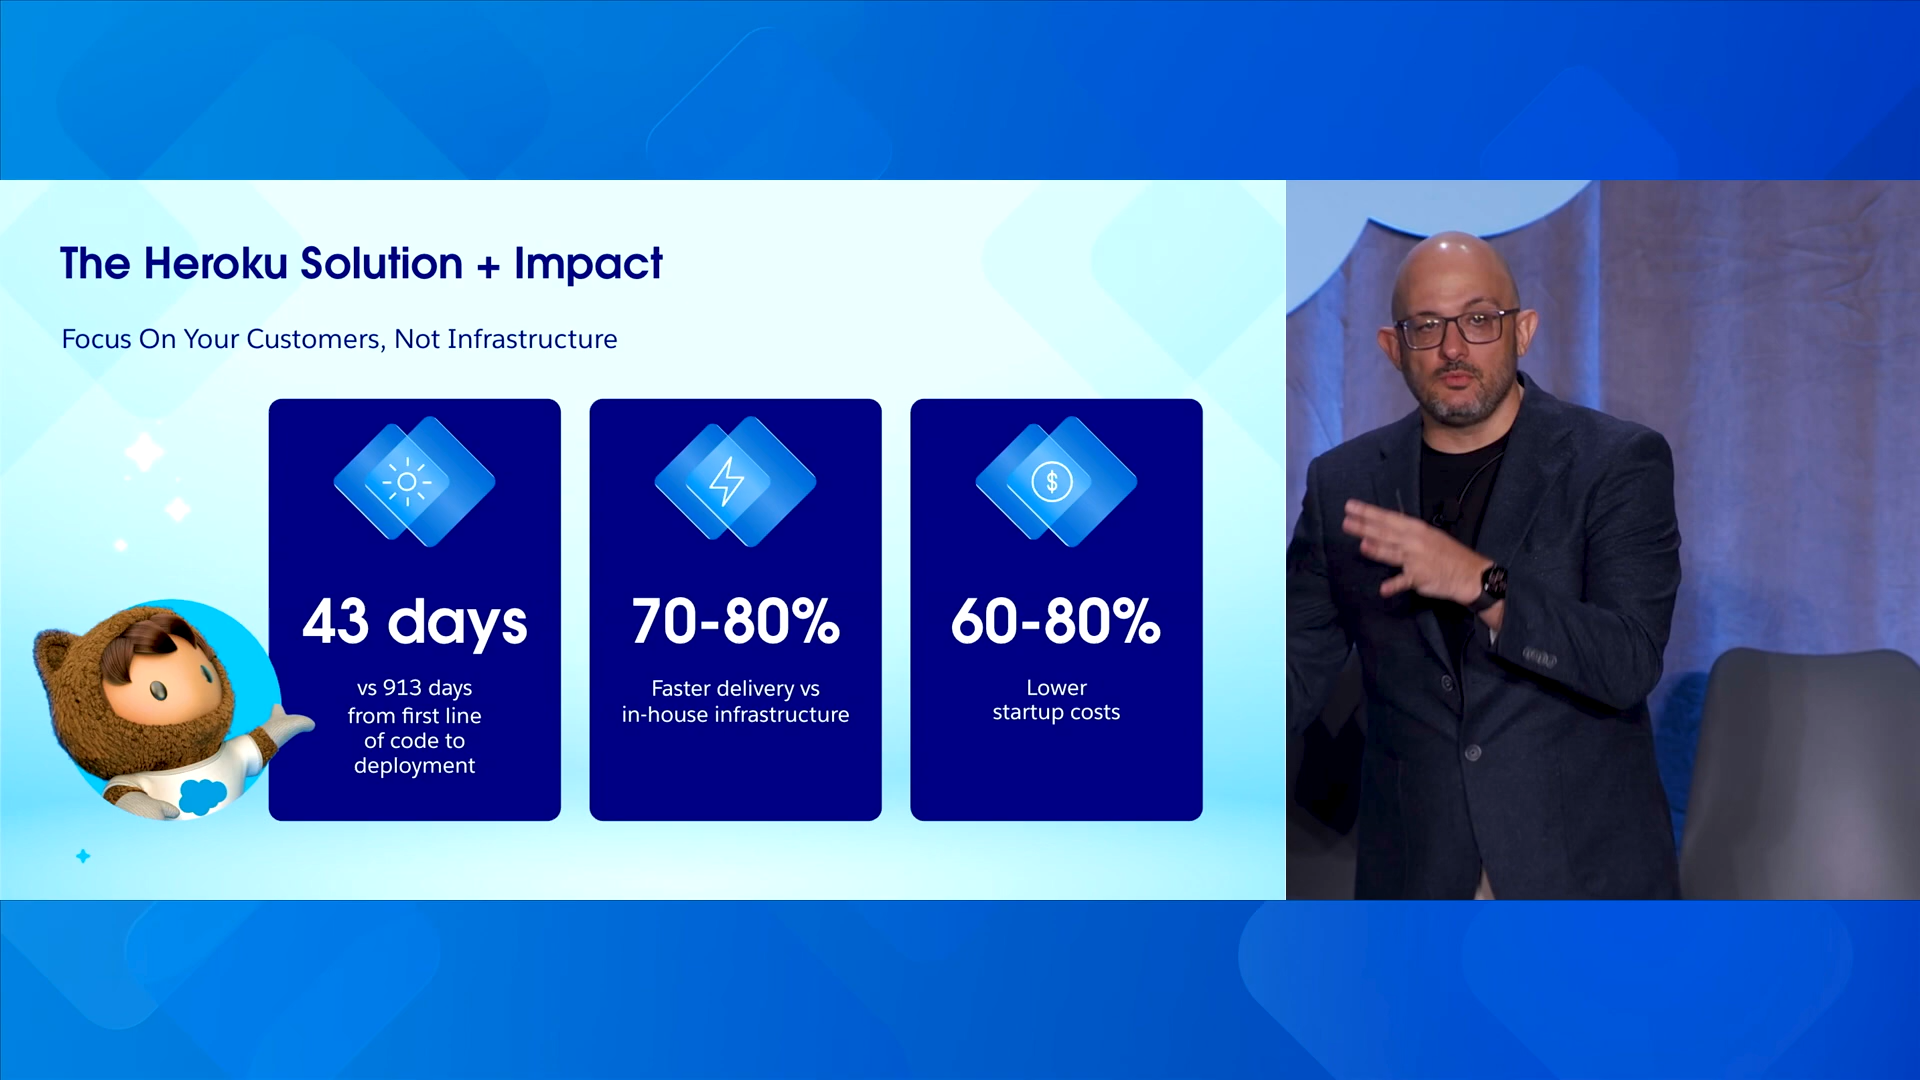 The Heroku Solution + Impact
Focus On Your Customers, Not Infrastructure
43 days
vs 913 days
from first line
of code to
deployment
70-80%
Faster delivery vs
in-house infrastructure
$
60-80%
Lower
startup costs